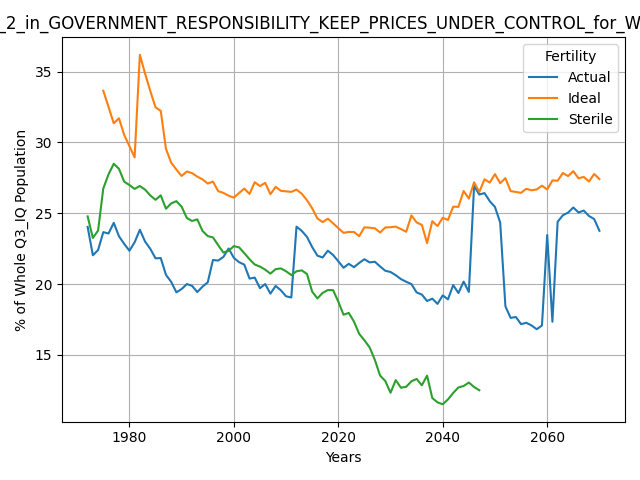 _2_in_GOVERNMENT_RESPONSIBILITY_KEEP_PRICES_UNDER_CONTROL_for_W
Fertility
Actual
Ideal
Sterile
% of Whole Q3_IQ Population
35
30
25
20
15
1980 2000 2020 2040 2060
Years